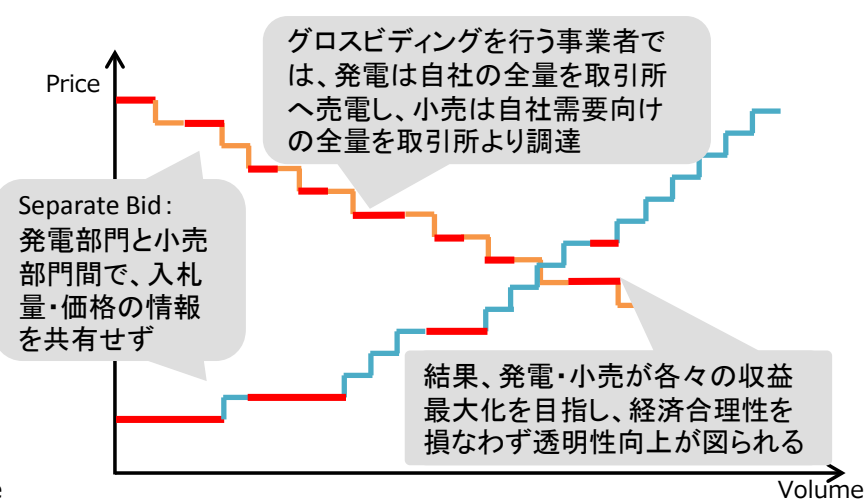 グロスビディングを行う事業者で
は、発電は自社の全量を取引所
へ売電し、小売は自社需要向け
の全量を取引所より調達
Price
Separate Bid：
発電部門と小売
部門間で、入札
量・価格の情報
を共有せず
結果、発電・小売が各々の収益
最大化を目指し、経済合理性を
損なわず透明性向上が図られる
e
Volume